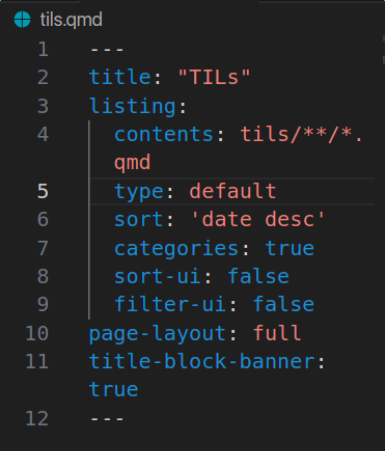 tils.qmd
1 ---
2 title: "TILs"
3 listing:
4 contents: tils/**/*.
qmd
5 type: default
6 sort: 'date desc'
7 categories: true
8 sort-ui: false
9 filter-ui: false
10 page-layout: full
11 title-block-banner:
true
12 ---